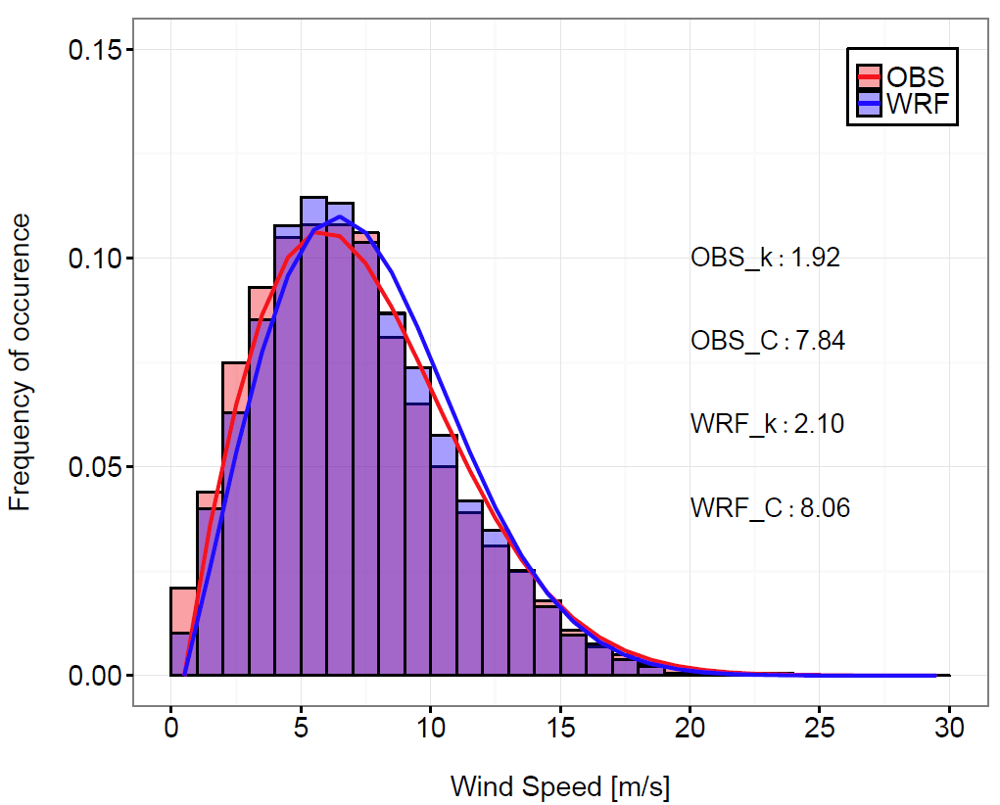 0.15
0.10
0.05
0.00
Frequency of occurence
OBS
WRF
OBS_k : 1.92
OBS_C : 7.84
WRF_k : 2.10
WRF_C : 8.06
0 5 10 15 20 25 30
Wind Speed [m/s]